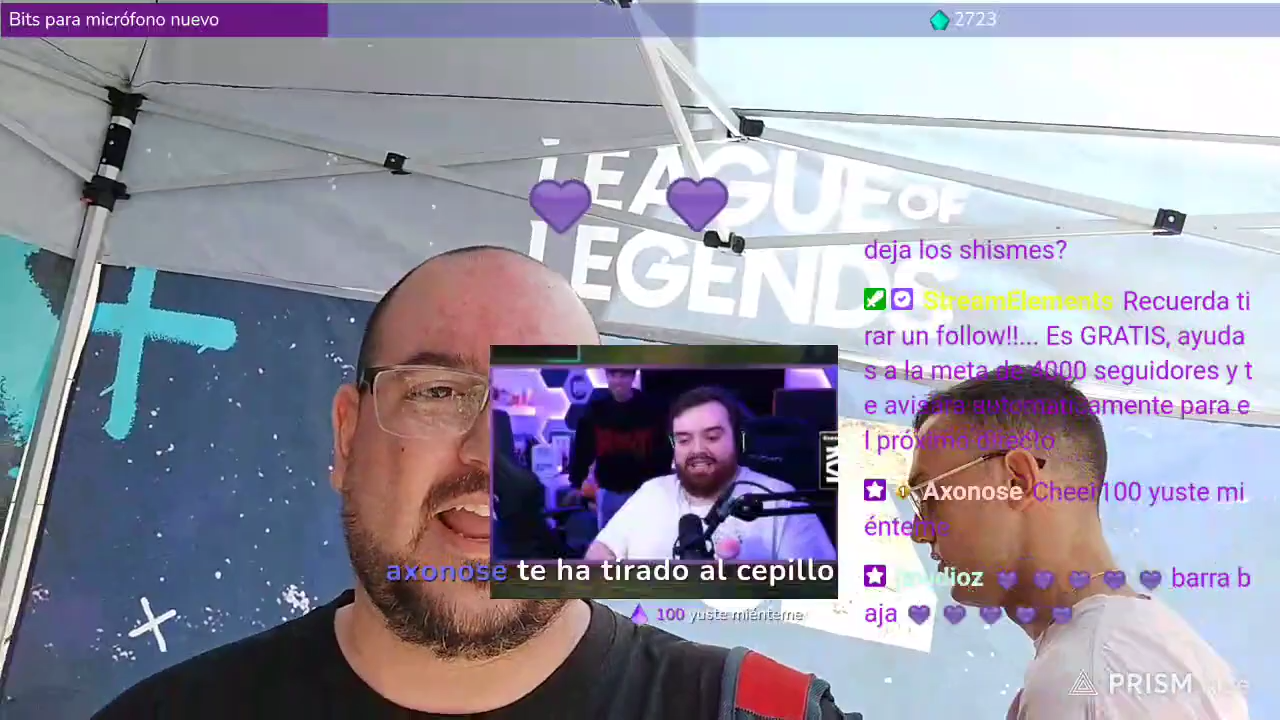 Bits para micrófono nuevo
2723
LEAGUE OF
LEGENDS
deja los shismes?
StreamElements Recuerda ti
rar un follow!!... Es GRATIS, ayuda
s a la meta de 4000 seguidores y t
e avisara automaticamente para e
l próximo directo
Axonose Cheer100 yuste mi
énteme
barra b
aja
axonose te ha tirado al cepillo
100 yuste miénteme
PRISM